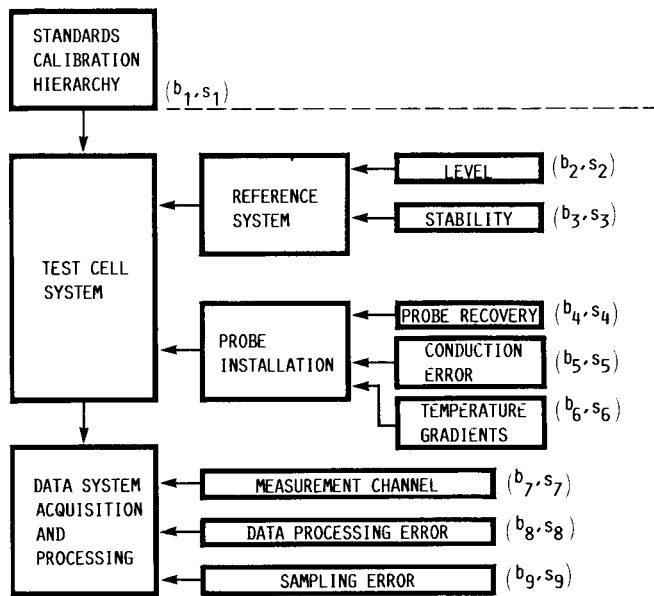 STANDARDS
CALIBRATION
HIERARCHY
(b1,s1)
TEST CELL
SYSTEM
REFERENCE
SYSTEM
LEVEL
(b2,s2)
STABILITY
(b3,s3)
PROBE
INSTALLATION
PROBE RECOVERY
(b4,s4)
CONDUCTION
ERROR
(b5,s5)
TEMPERATURE
GRADIENTS
(b6,s6)
DATA SYSTEM
ACQUISITION
AND
PROCESSING
MEASUREMENT CHANNEL
(b7,s7)
DATA PROCESSING ERROR
(b8,s8)
SAMPLING ERROR
(b9,s9)